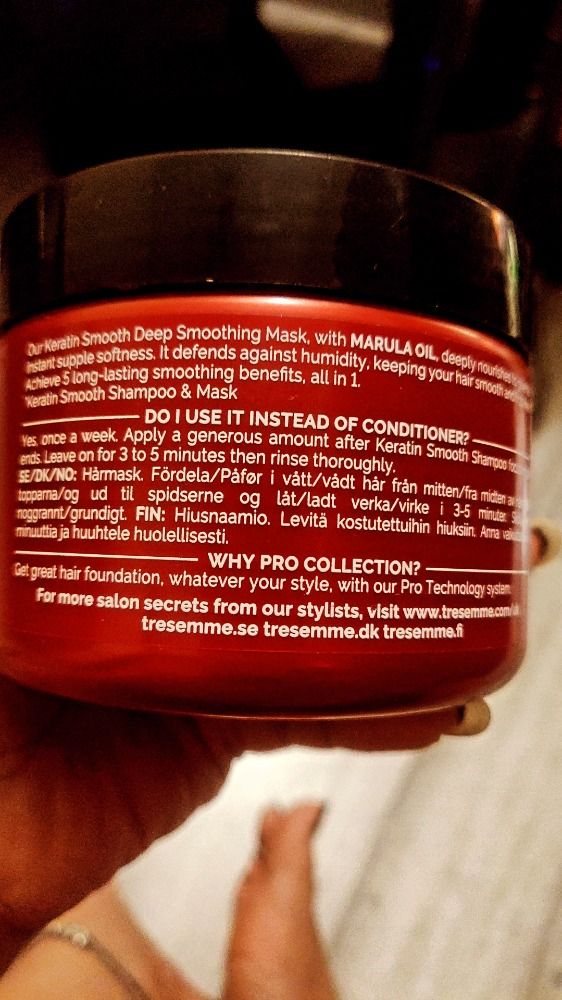 Our Keratin Smooth Deep Smoothing Mask, with MARULA OIL, deeply nourishes
instant supple softness. It defends against humidity, keeping your hair smooth and
Achieve 5 long-lasting smoothing benefits, all in 1.
Keratin Smooth Shampoo & Mask
DO I USE IT INSTEAD OF CONDITIONER?
Yes, once a week. Apply a generous amount after Keratin Smooth Shampoo
ends. Leave on for 3 to 5 minutes then rinse thoroughly.
SE/DK/NO: Hårmask. Fördela/Påfør i vått/vådt hår från mitten/fra midten av
topparna/og ud til spidserne og låt/ladt verka/virke i 3-5 minuter.
noggrannt/grundigt. FIN: Hiusnaamio. Levitä kostutettuihin hiuksiin. Anna
minuuttia ja huuhtele huolellisesti.
WHY PRO COLLECTION?
Get great hair foundation, whatever your style, with our Pro Technology system.
For more salon secrets from our stylists, visit www.tresemme.com/
tresemme.se tresemme.dk tresemme.fi